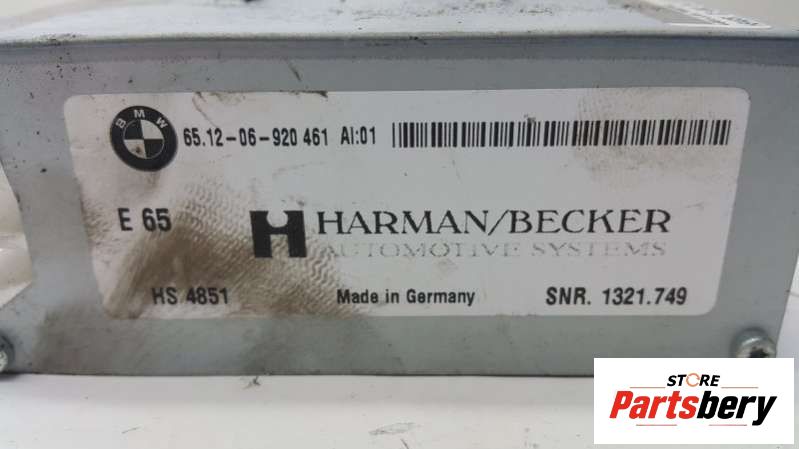 BMW
65.12-06-920 461 AI:01
E 65
HARMAN/BECKER
AUTOMOTIVE SYSTEMS
HS 4851
Made in Germany
SNR. 1321.749
STORE
Partsbery